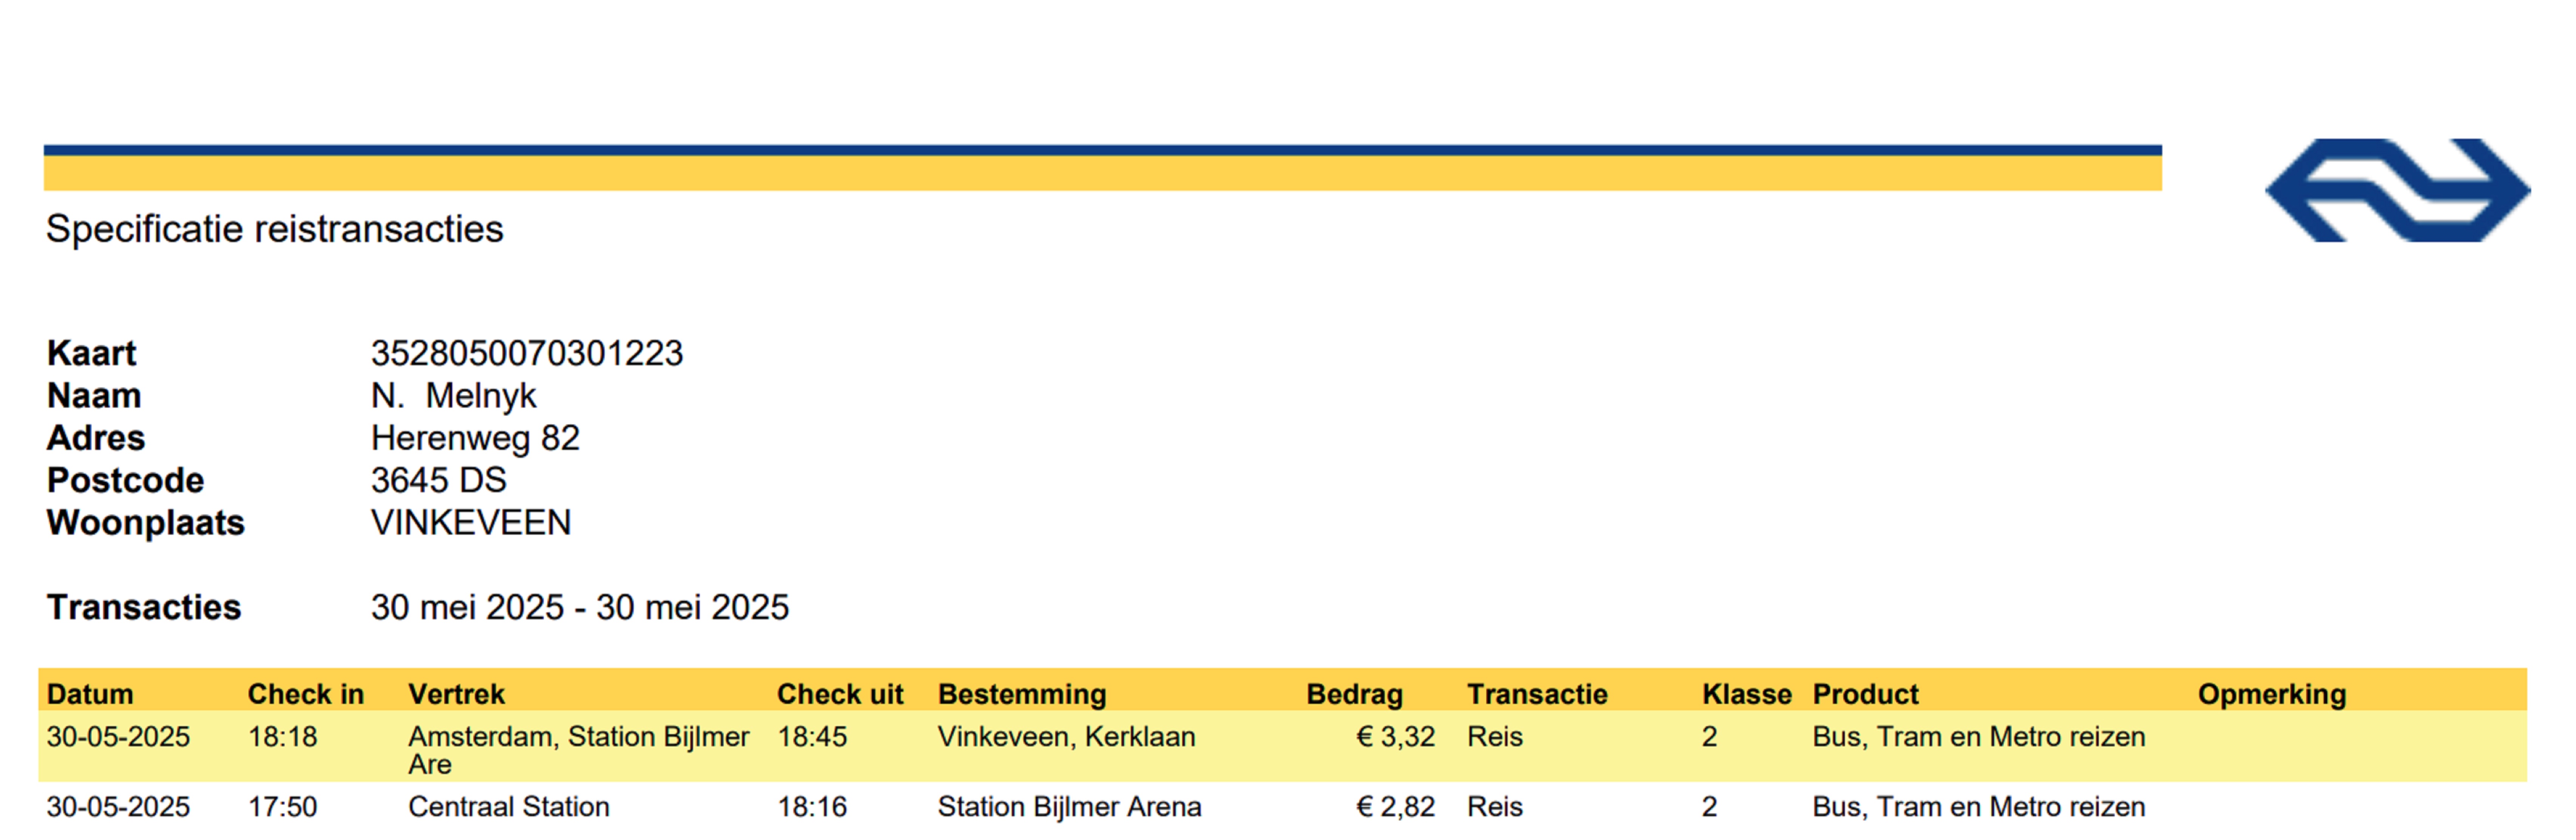 Specificatie reistransacties
Kaart 3528050070301223
Naam N. Melnyk
Adres Herenweg 82
Postcode 3645 DS
Woonplaats VINKEVEEN
Transacties 30 mei 2025 - 30 mei 2025
Datum Check in Vertrek Check uit Bestemming Bedrag Transactie Klasse Product Opmerking
30-05-2025 18:18 Amsterdam, Station Bijlmer 18:45 Vinkeveen, Kerklaan € 3,32 Reis 2 Bus, Tram en Metro reizen
Are
30-05-2025 17:50 Centraal Station 18:16 Station Bijlmer Arena € 2,82 Reis 2 Bus, Tram en Metro reizen